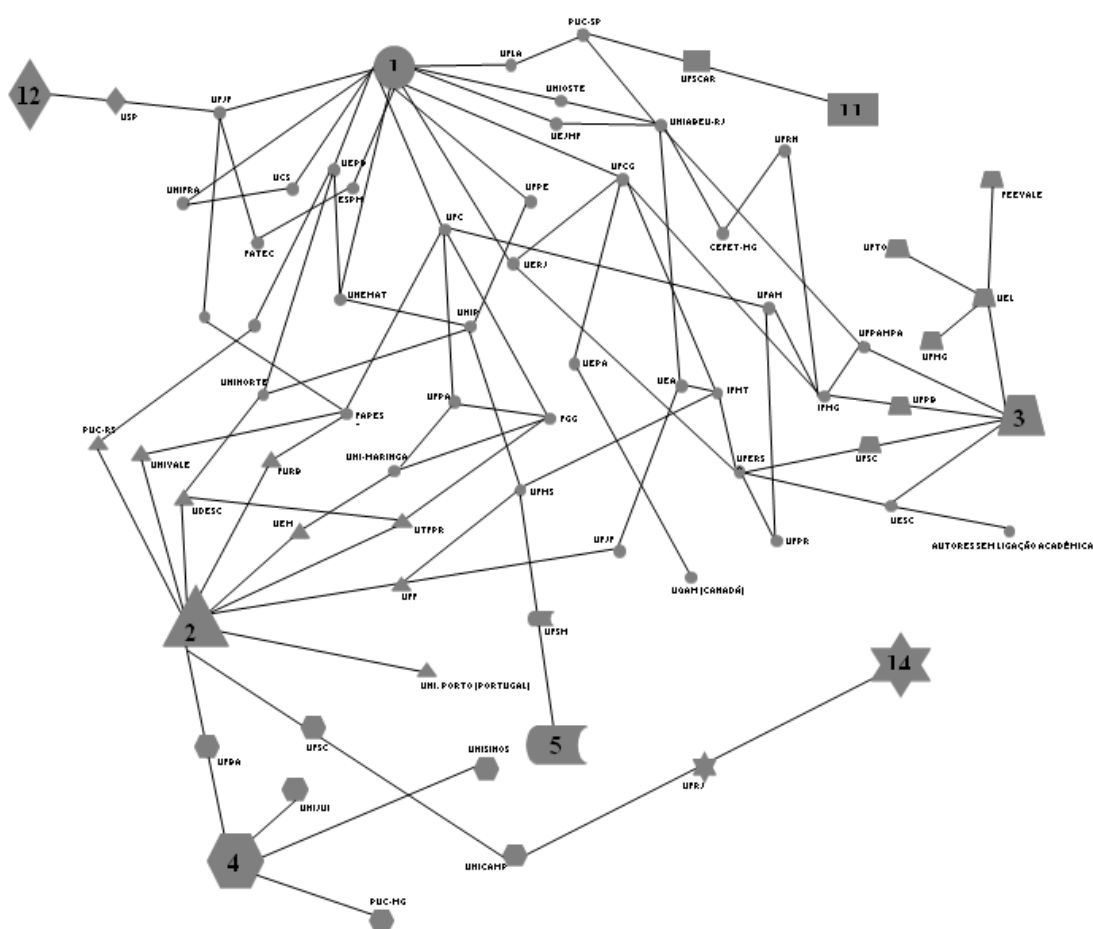 PUC-SP
UFLA
1
UFSCAR
12
USP
UFJF
UNIOSTE
11
UNIABEU-RJ
UFRN
UEPB
UFCG
UCS
UNIFRA
ESPM
UFPE
FEEVALE
UFC
CEFET-MG
FATEC
UFTO
UERJ
UNEMAT
UFAM
UEL
UNIP
UFPAMPA
UFMG
UEPA
UNINORTE
UEA
IFMT
UFPA
IFMG
UFPB
3
FAPES
FGG
PUC-RS
UNIVALE
FURB
UNI-MARINGA
UFSC
UFERS
UDESC
UEM
UTFPR
UFMS
UESC
UFJF
UFPR
AUTORES SEM LIGAÇÃO ACADÊMICA
UFF
UQAM (CANADÁ)
2
UFSM
14
UNI. PORTO (PORTUGAL)
UFSC
UNISINOS
5
UFBA
UFRJ
UNIJUI
4
UNICAMP
PUC-MG